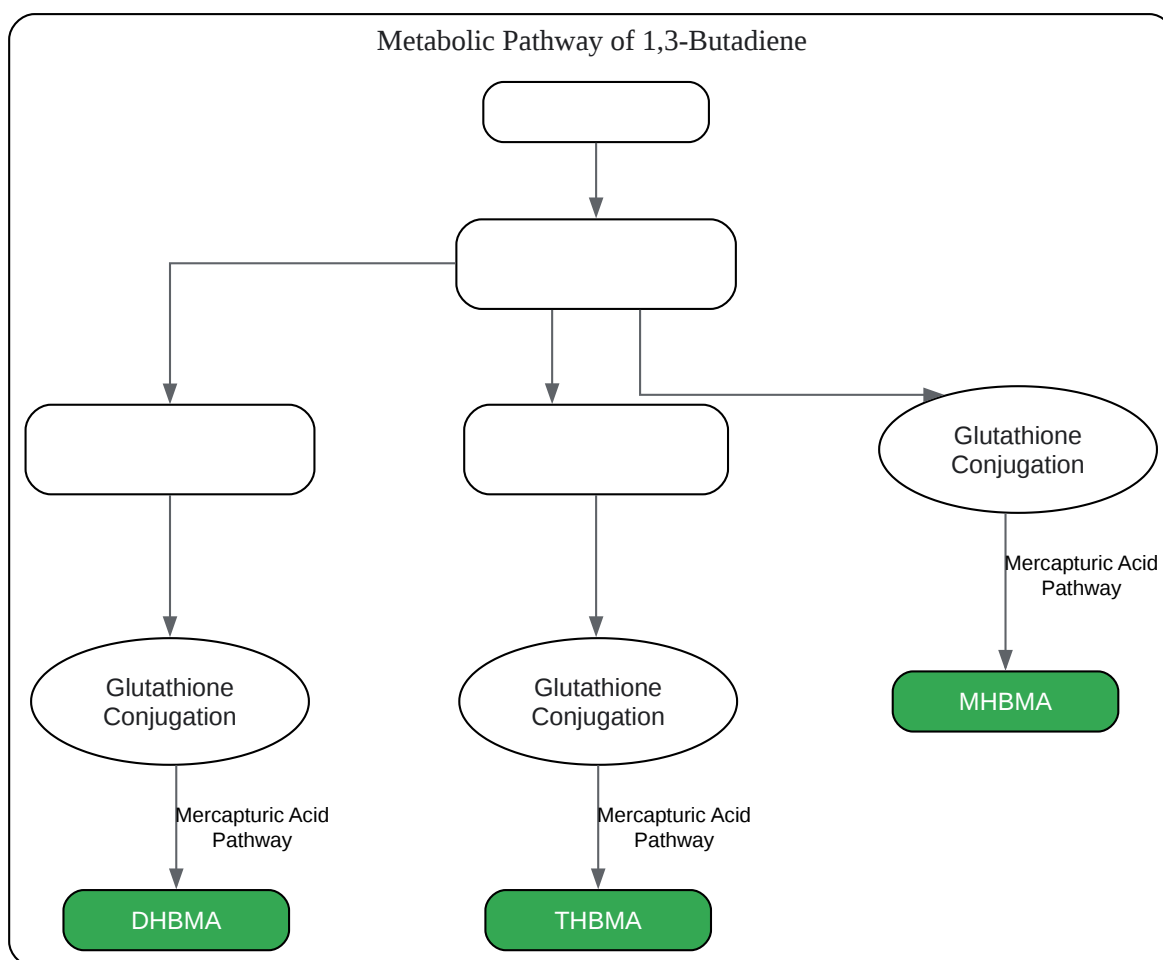 Metabolic Pathway of 1,3-Butadiene
Glutathione
Conjugation
Mercapturic Acid
Pathway
MHBMA
Glutathione
Conjugation
Glutathione
Conjugation
Mercapturic Acid
Pathway
Mercapturic Acid
Pathway
DHBMA
THBMA